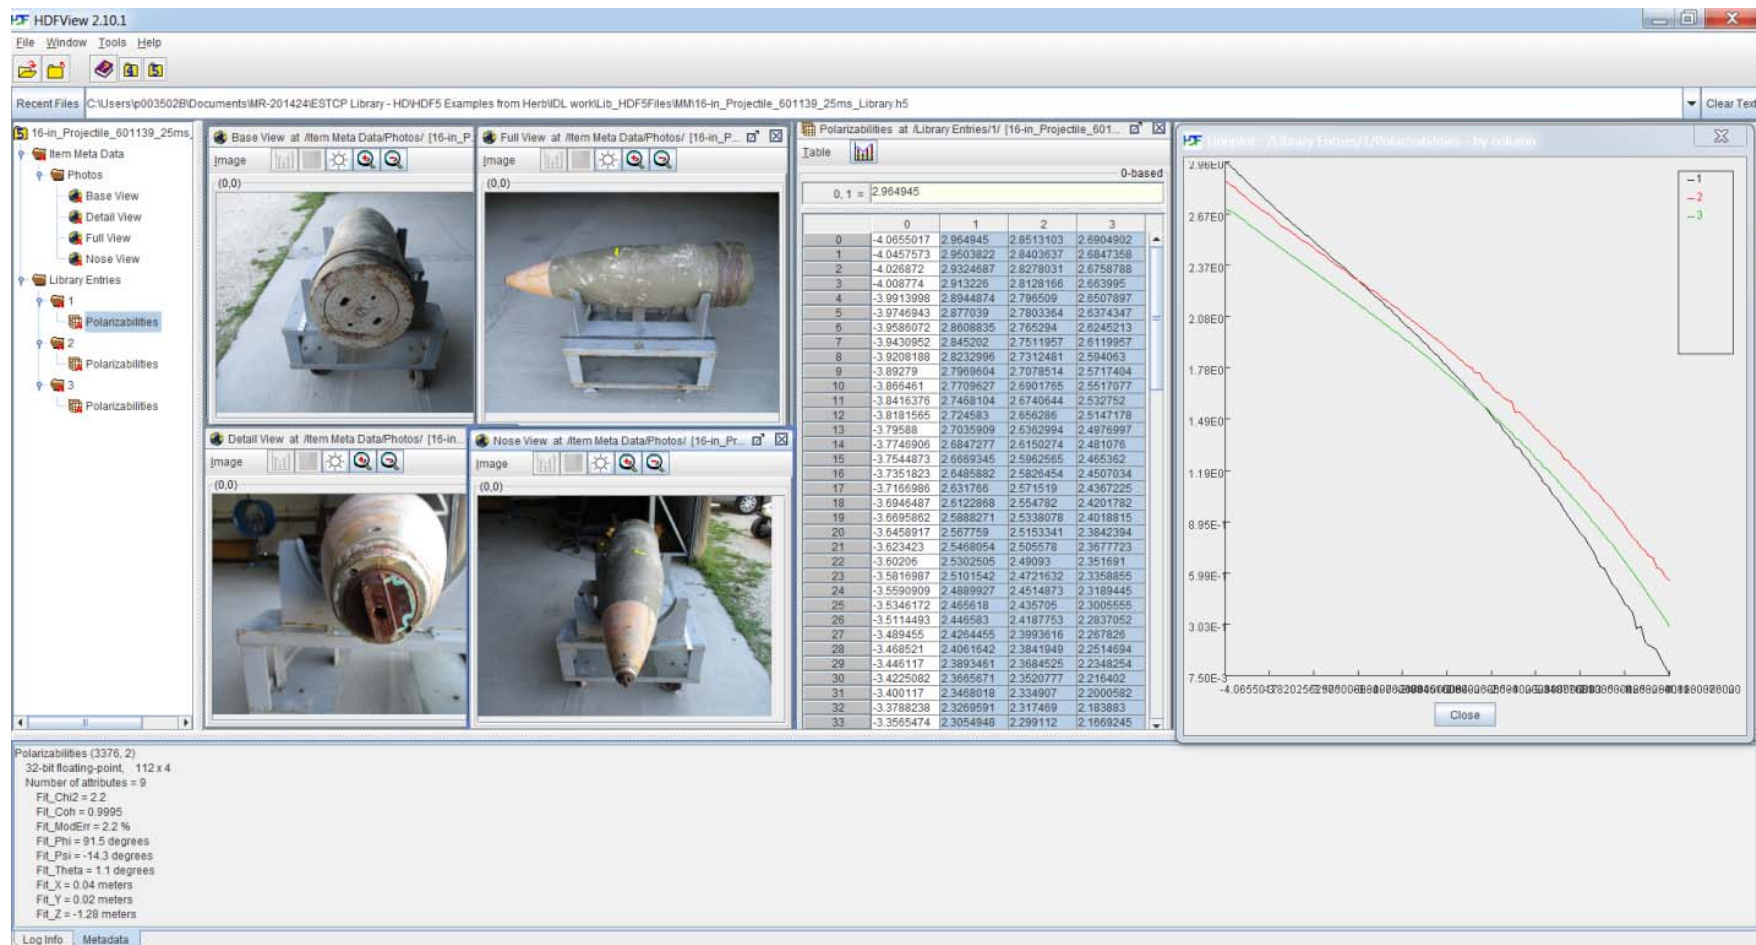 HDFView 2.10.1
File Window Tools Help
Recent Files C:\Users\p003502B\Documents\MR-201424\ESTCP Library - HD\HDF5 Examples from Herb\IDL work\Lib_HDF5Files\MM\16-in_Projectile_601139_25ms_Library.h5 Clear Text
16-in_Projectile_601139_25ms_
Item Meta Data
Photos
Base View
Detail View
Full View
Nose View
Library Entries
1
Polarizabilities
2
Polarizabilities
3
Polarizabilities
Base View at /Item Meta Data/Photos/ [16-in_P...
Image
(0,0)
Full View at /Item Meta Data/Photos/ [16-in_P...
Image
(0,0)
Detail View at /Item Meta Data/Photos/ [16-in_...
Image
(0,0)
Nose View at /Item Meta Data/Photos/ [16-in_Pr...
Image
(0,0)
Polarizabilities at /Library Entries/1/ [16-in_Projectile_601...
Table
0-based
0, 1 = 2.964945
0 1 2 3
0 -4.0655017 2.964945 2.8513103 2.6904902
1 -4.0457573 2.9503822 2.8403637 2.6847358
2 -4.026872 2.9324687 2.8278031 2.6758788
3 -4.008774 2.913226 2.8128166 2.663995
4 -3.9913998 2.8944874 2.796509 2.6507897
5 -3.9746943 2.877039 2.7803364 2.6374347
6 -3.9586072 2.8608835 2.765294 2.6245213
7 -3.9430952 2.845202 2.7511957 2.6119957
8 -3.9208188 2.8232996 2.7312481 2.594063
9 -3.89279 2.7969604 2.7078514 2.5717404
10 -3.866461 2.7709627 2.6901765 2.5517077
11 -3.8416376 2.7468104 2.6740644 2.532752
12 -3.8181565 2.724583 2.656286 2.5147178
13 -3.79588 2.7035909 2.6362994 2.4976997
14 -3.7746906 2.6847277 2.6150274 2.481076
15 -3.7544873 2.6669345 2.5962565 2.465362
16 -3.7351823 2.6485882 2.5826454 2.4507034
17 -3.7166986 2.631766 2.571519 2.4367225
18 -3.6946487 2.6122868 2.554782 2.4201782
19 -3.6695862 2.5888271 2.5338078 2.4018815
20 -3.6458917 2.567759 2.5153341 2.3842394
21 -3.623423 2.5468054 2.505578 2.3677723
22 -3.60206 2.5302505 2.49093 2.351691
23 -3.5816987 2.5101542 2.4721632 2.3358855
24 -3.5590909 2.4889927 2.4514873 2.3189445
25 -3.5346172 2.465618 2.435705 2.3005555
26 -3.5114493 2.446583 2.4187753 2.2837052
27 -3.489455 2.4264455 2.3993616 2.267826
28 -3.468521 2.4061642 2.3841949 2.2514694
29 -3.446117 2.3893461 2.3684525 2.2348254
30 -3.4225082 2.3665671 2.3520777 2.216402
31 -3.400117 2.3468018 2.334907 2.2000582
32 -3.3788238 2.3269591 2.317469 2.183883
33 -3.3565474 2.3054948 2.299112 2.1669245
Lineplot - /Library Entries/1/Polarizabilities - by column
2.96E0
2.67E0
2.37E0
2.08E0
1.78E0
1.49E0
1.19E0
8.95E-1
5.99E-1
3.03E-1
7.50E-3
1
2
3
Close
Polarizabilities (3376, 2)
32-bit floating-point, 112 x 4
Number of attributes = 9
Fit_Chi2 = 2.2
Fit_Coh = 0.9995
Fit_ModErr = 2.2 %
Fit_Phi = 91.5 degrees
Fit_Psi = -14.3 degrees
Fit_Theta = 1.1 degrees
Fit_X = 0.04 meters
Fit_Y = 0.02 meters
Fit_Z = -1.28 meters
Log Info Metadata